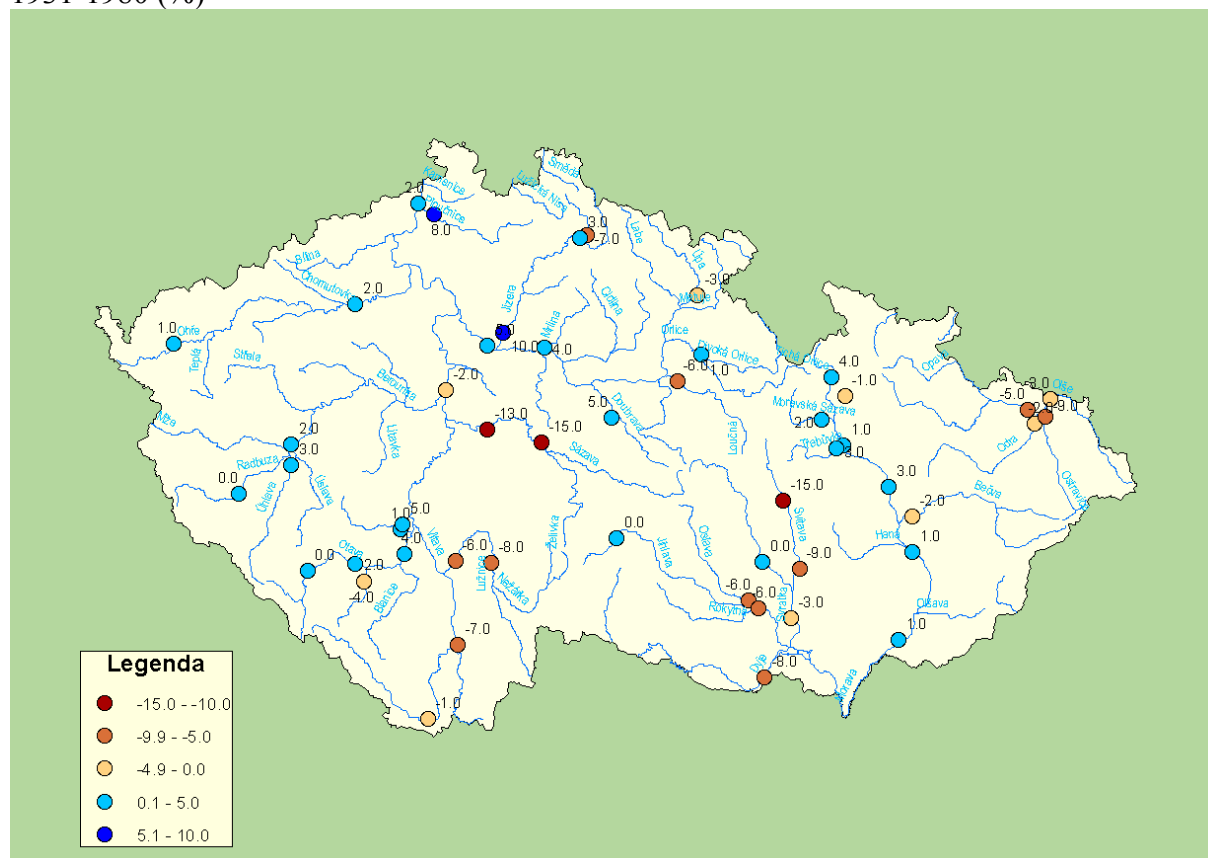 2.0
Kamenice
Ploučnice
8.0
Smědá
Lužická Nisa
3.0
-7.0
Labe
Úpa
-3.0
Metuje
Bílina
Chomutovka
2.0
Jizera
Cidlina
Mrlina
10.0
4.0
1.0
Ohře
Teplá
Střela
Berounka
-2.0
Orlice
Divoká Orlice
-6.0
1.0
4.0
-1.0
Opava
Moravská Sázava
2.0
1.0
Třebůvka
3.0
-3.0
Olše
-5.0
-2.0
-9.0
Odra
Ostravice
Mže
2.0
3.0
Radbuza
0.0
Úhlava
Úslava
Litavka
-13.0
-15.0
Sázava
5.0
Doubrava
Loučná
-15.0
Svitava
3.0
Bečva
-2.0
Haná
1.0
1.0
5.0
4.0
Vltava
0.0
Otava
2.0
-4.0
Blanice
-6.0
-8.0
Lužnice
Nežárka
Želivka
0.0
Jihlava
Oslava
0.0
-9.0
-6.0
6.0
Rokytná
Svratka
-3.0
Olšava
1.0
-7.0
-1.0
-8.0
Dyje
Morava
Legenda
-15.0 - -10.0
-9.9 - -5.0
-4.9 - 0.0
0.1 - 5.0
5.1 - 10.0